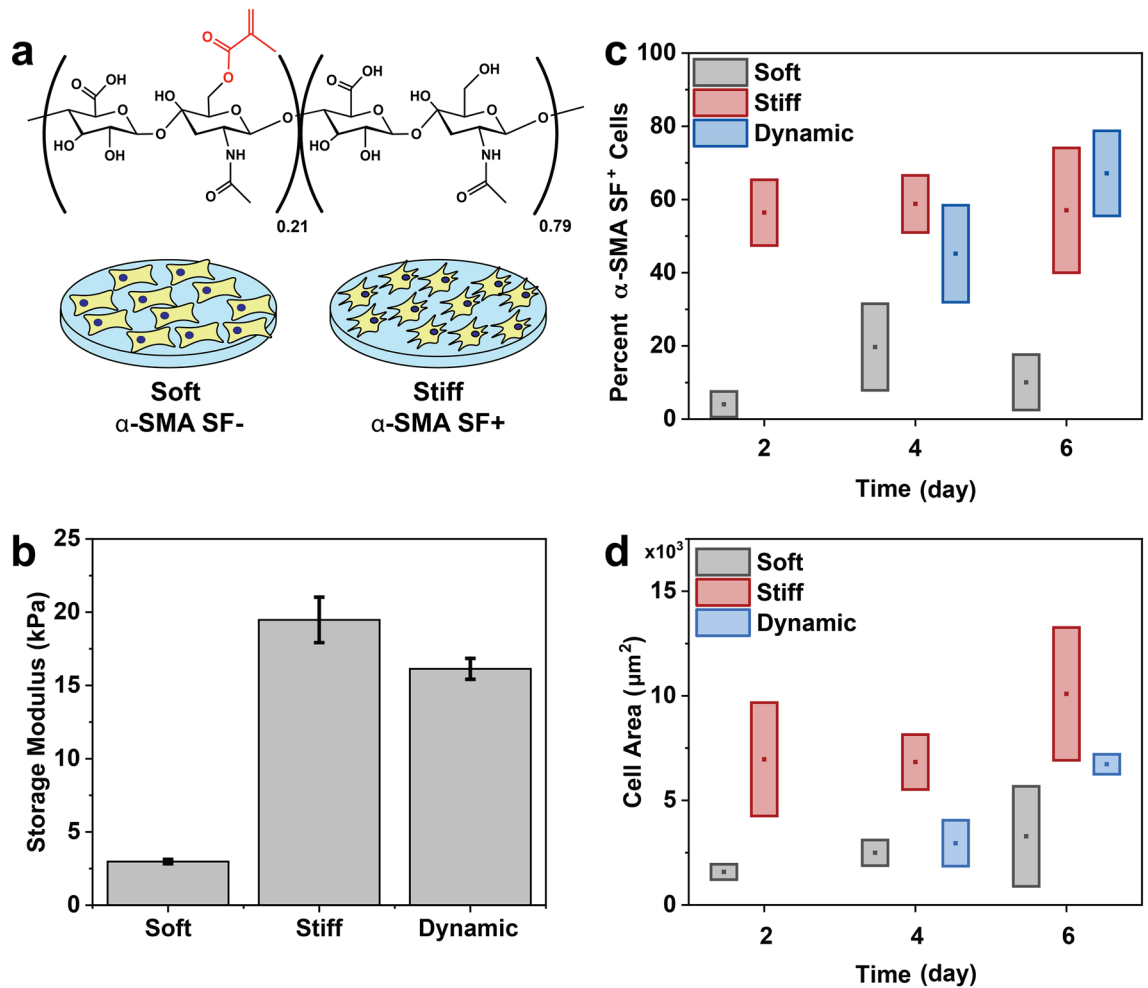 a
O
O
O
OH
OH
O
HO
O
O
HO
OH
O
NH
O
0.21
O
OH
O
HO
OH
O
OH
HO
O
O
NH
O
0.79
Soft
α-SMA SF-
Stiff
α-SMA SF+
b
Storage Modulus (kPa)
25
20
15
10
5
0
Soft
Stiff
Dynamic
c
Percent α-SMA SF+ Cells
100
80
60
40
20
0
Soft
Stiff
Dynamic
2
4
6
Time (day)
d
x10³
Cell Area (µm²)
15
10
5
0
Soft
Stiff
Dynamic
2
4
6
Time (day)